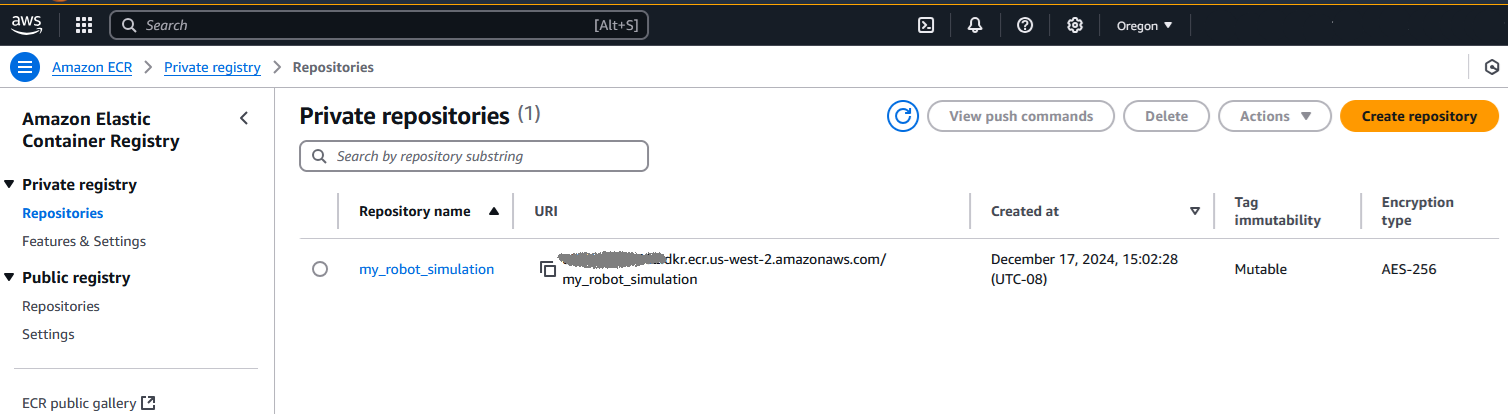 aws Search [Alt+S] Oregon
Amazon ECR > Private registry > Repositories
Amazon Elastic
Container Registry
Private registry
Repositories
Features & Settings
Public registry
Repositories
Settings
ECR public gallery
Private repositories (1)
View push commands Delete Actions Create repository
Search by repository substring
Repository name URI Created at Tag immutability Encryption type
my_robot_simulation
dkr.ecr.us-west-2.amazonaws.com/
my_robot_simulation
December 17, 2024, 15:02:28
(UTC-08)
Mutable
AES-256